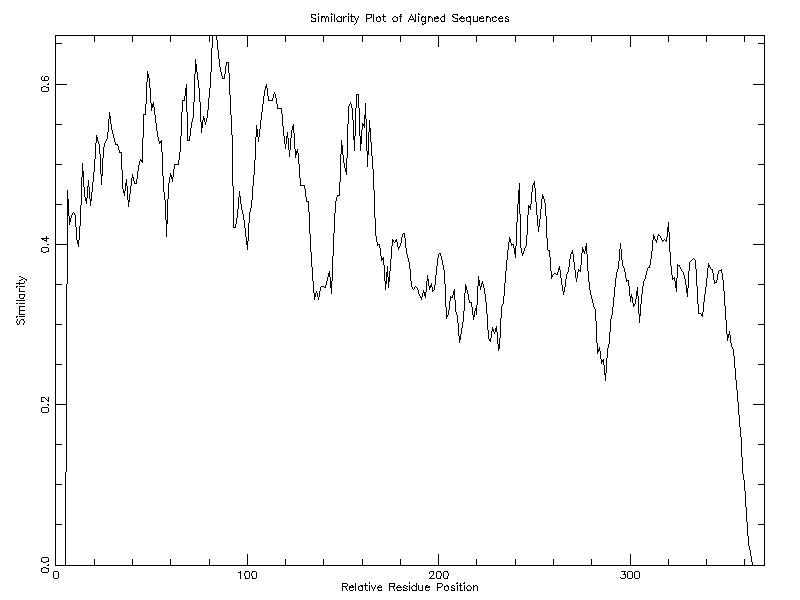 Similarity Plot of Aligned Sequences
0.6
0.4
Similarity
0.2
0.0
0 100 200 300
Relative Residue Position